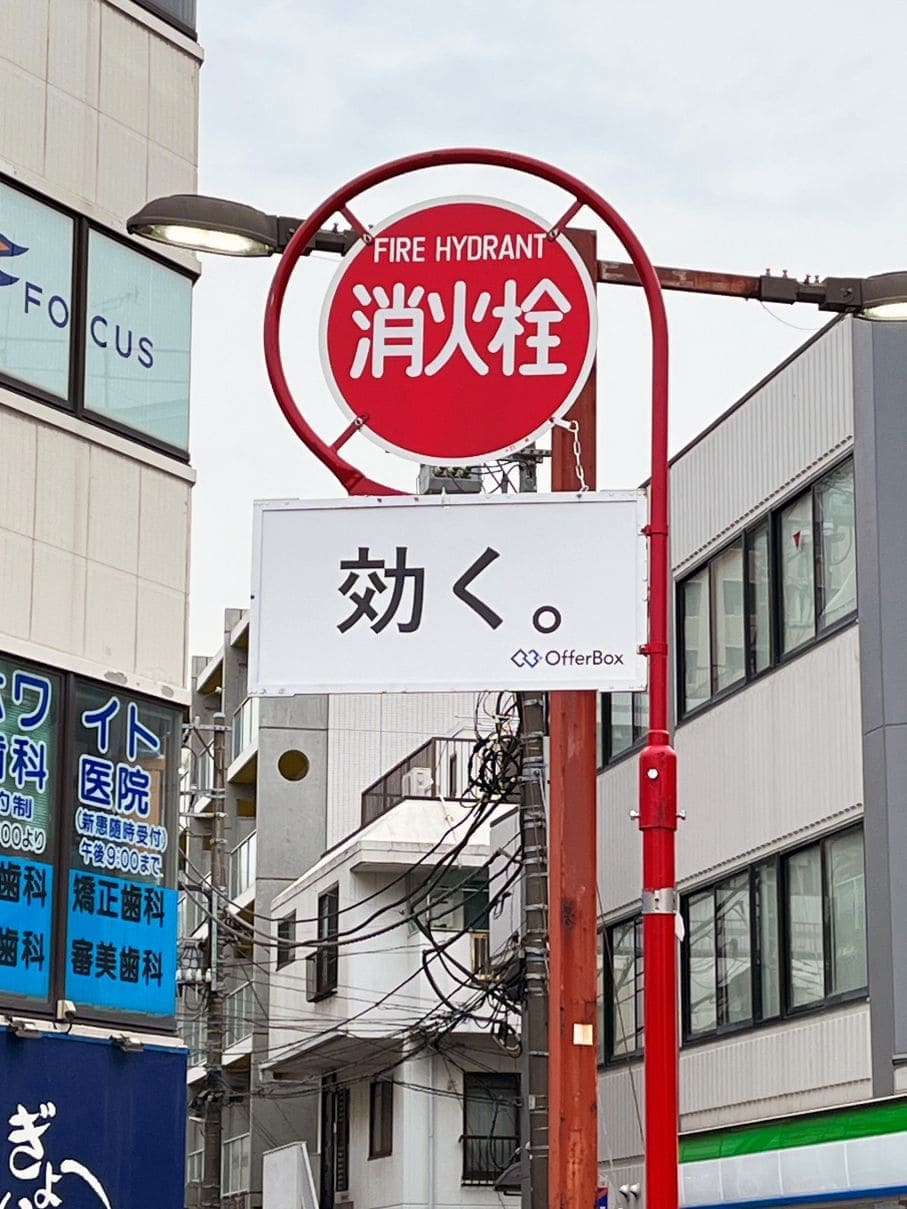 FIRE HYDRANT
消火栓
効く。
OfferBox
FOCUS
ホワ
イト
歯科
医院
(新患随時受付)
午後9:00まで
歯科
矯正歯科
歯科
審美歯科